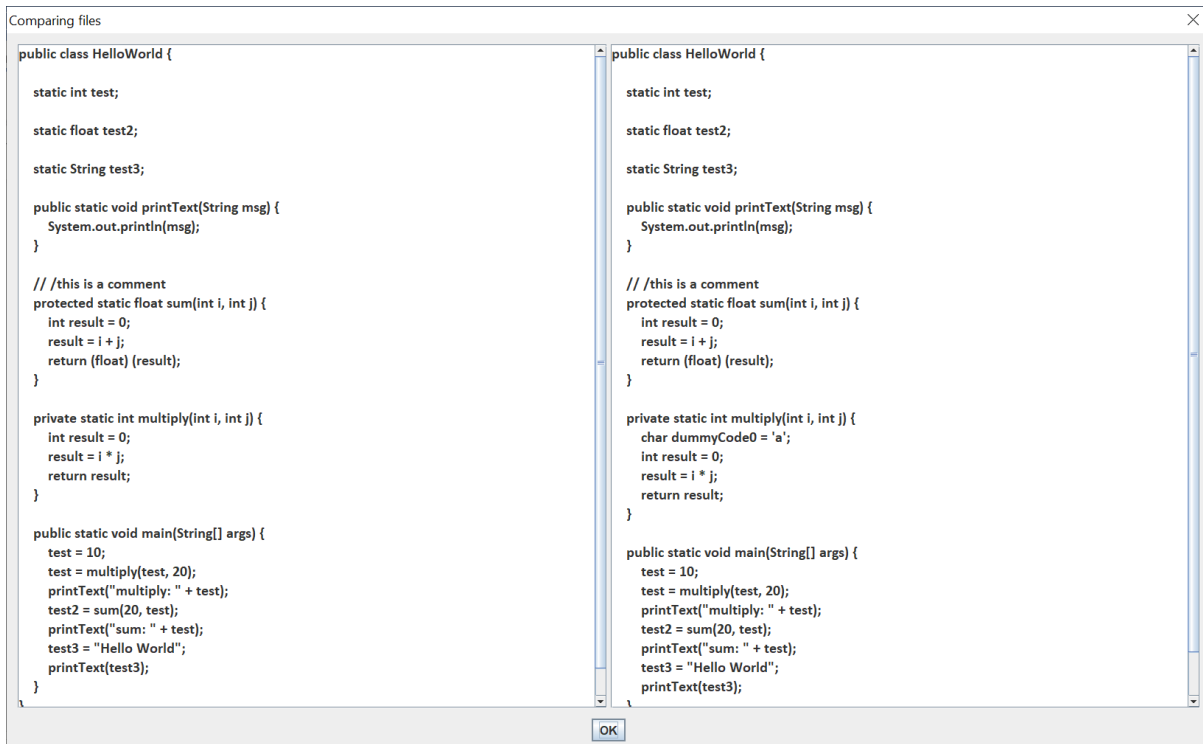 Comparing files
public class HelloWorld {
static int test;
static float test2;
static String test3;
public static void printText(String msg) {
System.out.println(msg);
}
// /this is a comment
protected static float sum(int i, int j) {
int result = 0;
result = i + j;
return (float) (result);
}
private static int multiply(int i, int j) {
int result = 0;
result = i * j;
return result;
}
public static void main(String[] args) {
test = 10;
test = multiply(test, 20);
printText("multiply: " + test);
test2 = sum(20, test);
printText("sum: " + test);
test3 = "Hello World";
printText(test3);
}
}
public class HelloWorld {
static int test;
static float test2;
static String test3;
public static void printText(String msg) {
System.out.println(msg);
}
// /this is a comment
protected static float sum(int i, int j) {
int result = 0;
result = i + j;
return (float) (result);
}
private static int multiply(int i, int j) {
char dummyCode0 = 'a';
int result = 0;
result = i * j;
return result;
}
public static void main(String[] args) {
test = 10;
test = multiply(test, 20);
printText("multiply: " + test);
test2 = sum(20, test);
printText("sum: " + test);
test3 = "Hello World";
printText(test3);
}
OK